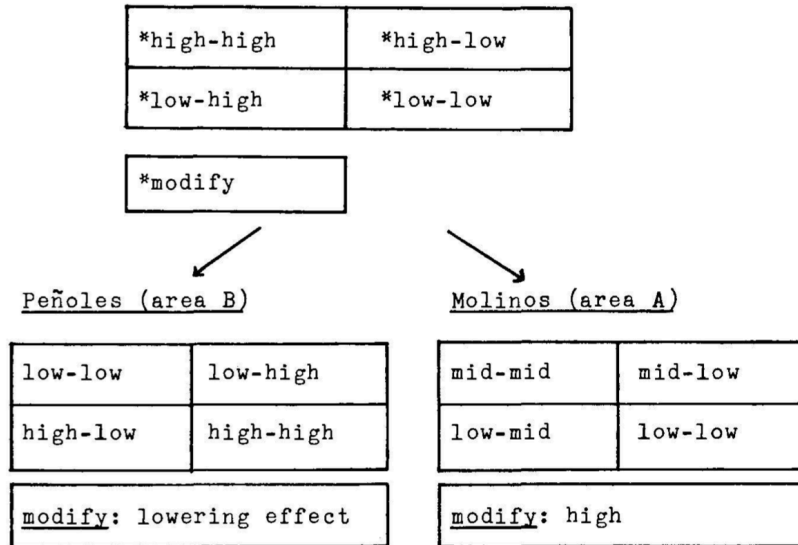 *high-high *high-low
*low-high *low-low
*modify
Peñoles (area B) Molinos (area A)
low-low low-high mid-mid mid-low
high-low high-high low-mid low-low
modify: lowering effect modify: high